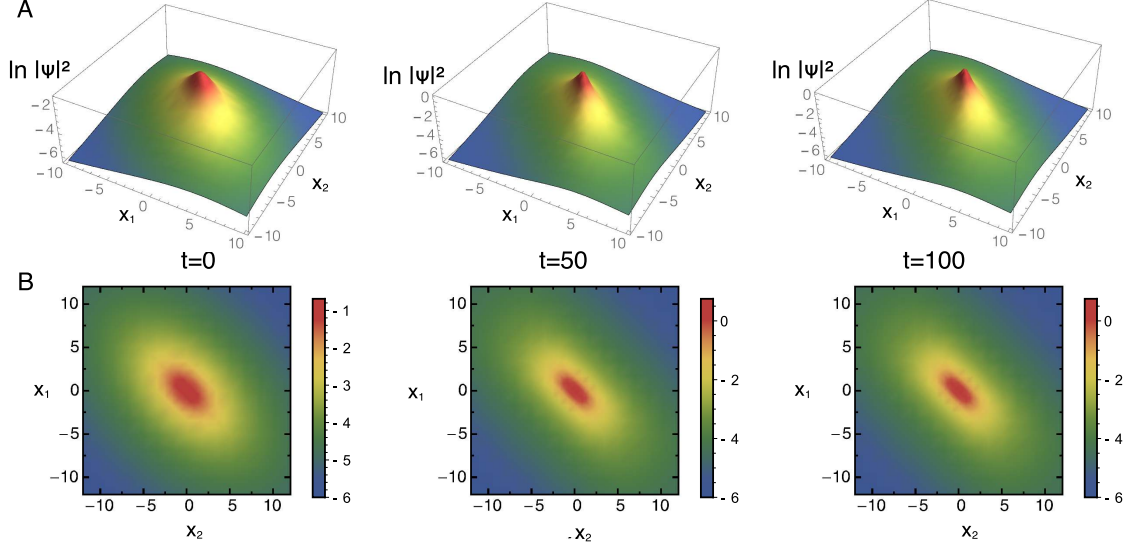 A
ln |Ψ|² ln |Ψ|² ln |Ψ|²
−2 −4 −6 −10 −5 0 5 10 −10 −5 0 5 10 x₁ x₂
0 −2 −4 −6 −10 −5 0 5 10 −10 −5 0 5 10 x₁ x₂
0 −2 −4 −6 −10 −5 0 5 10 −10 −5 0 5 10 x₁ x₂
t=0 t=50 t=100
B
10 5 0 −5 −10 x₁
−10 −5 0 5 10
x₂
- 1 - 2 - 3 - 4 - 5 - 6
10 5 0 −5 −10 x₁
−10 −5 0 5 10
x₂
0 - 2 - 4 - 6
10 5 0 −5 −10 x₁
−10 −5 0 5 10
x₂
0 - 2 - 4 - 6